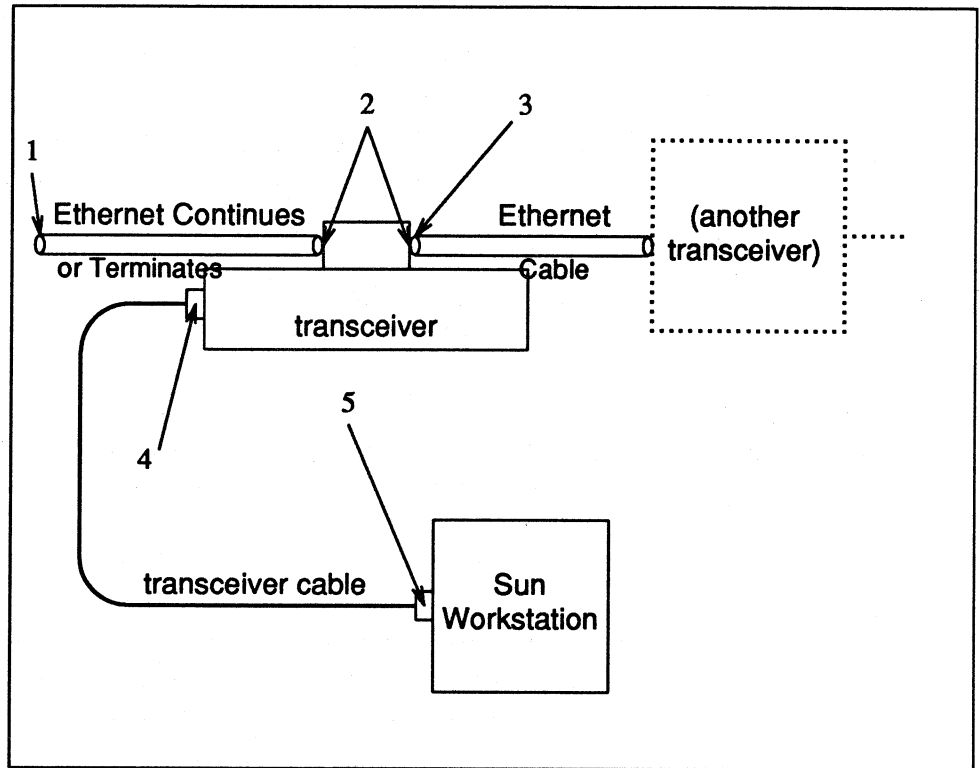 2
3
1
Ethernet Continues
or Terminates
Ethernet
Cable
(another
transceiver)
transceiver
4
5
transceiver cable
Sun
Workstation